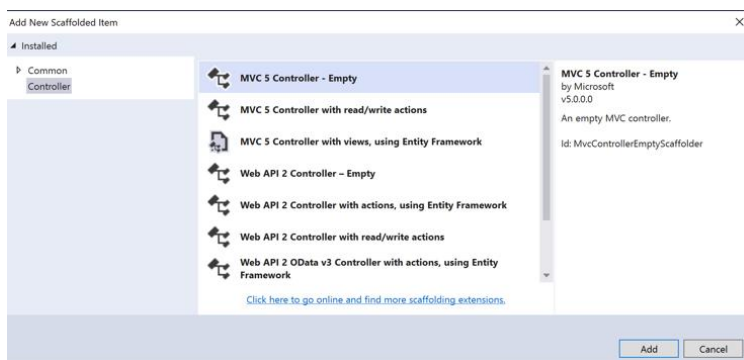 Add New Scaffolded Item
Installed
Common
Controller
MVC 5 Controller - Empty
MVC 5 Controller with read/write actions
MVC 5 Controller with views, using Entity Framework
Web API 2 Controller – Empty
Web API 2 Controller with actions, using Entity Framework
Web API 2 Controller with read/write actions
Web API 2 OData v3 Controller with actions, using Entity
Framework
Click here to go online and find more scaffolding extensions.
MVC 5 Controller - Empty
by Microsoft
v5.0.0.0
An empty MVC controller.
Id: MvcControllerEmptyScaffolder
Add
Cancel